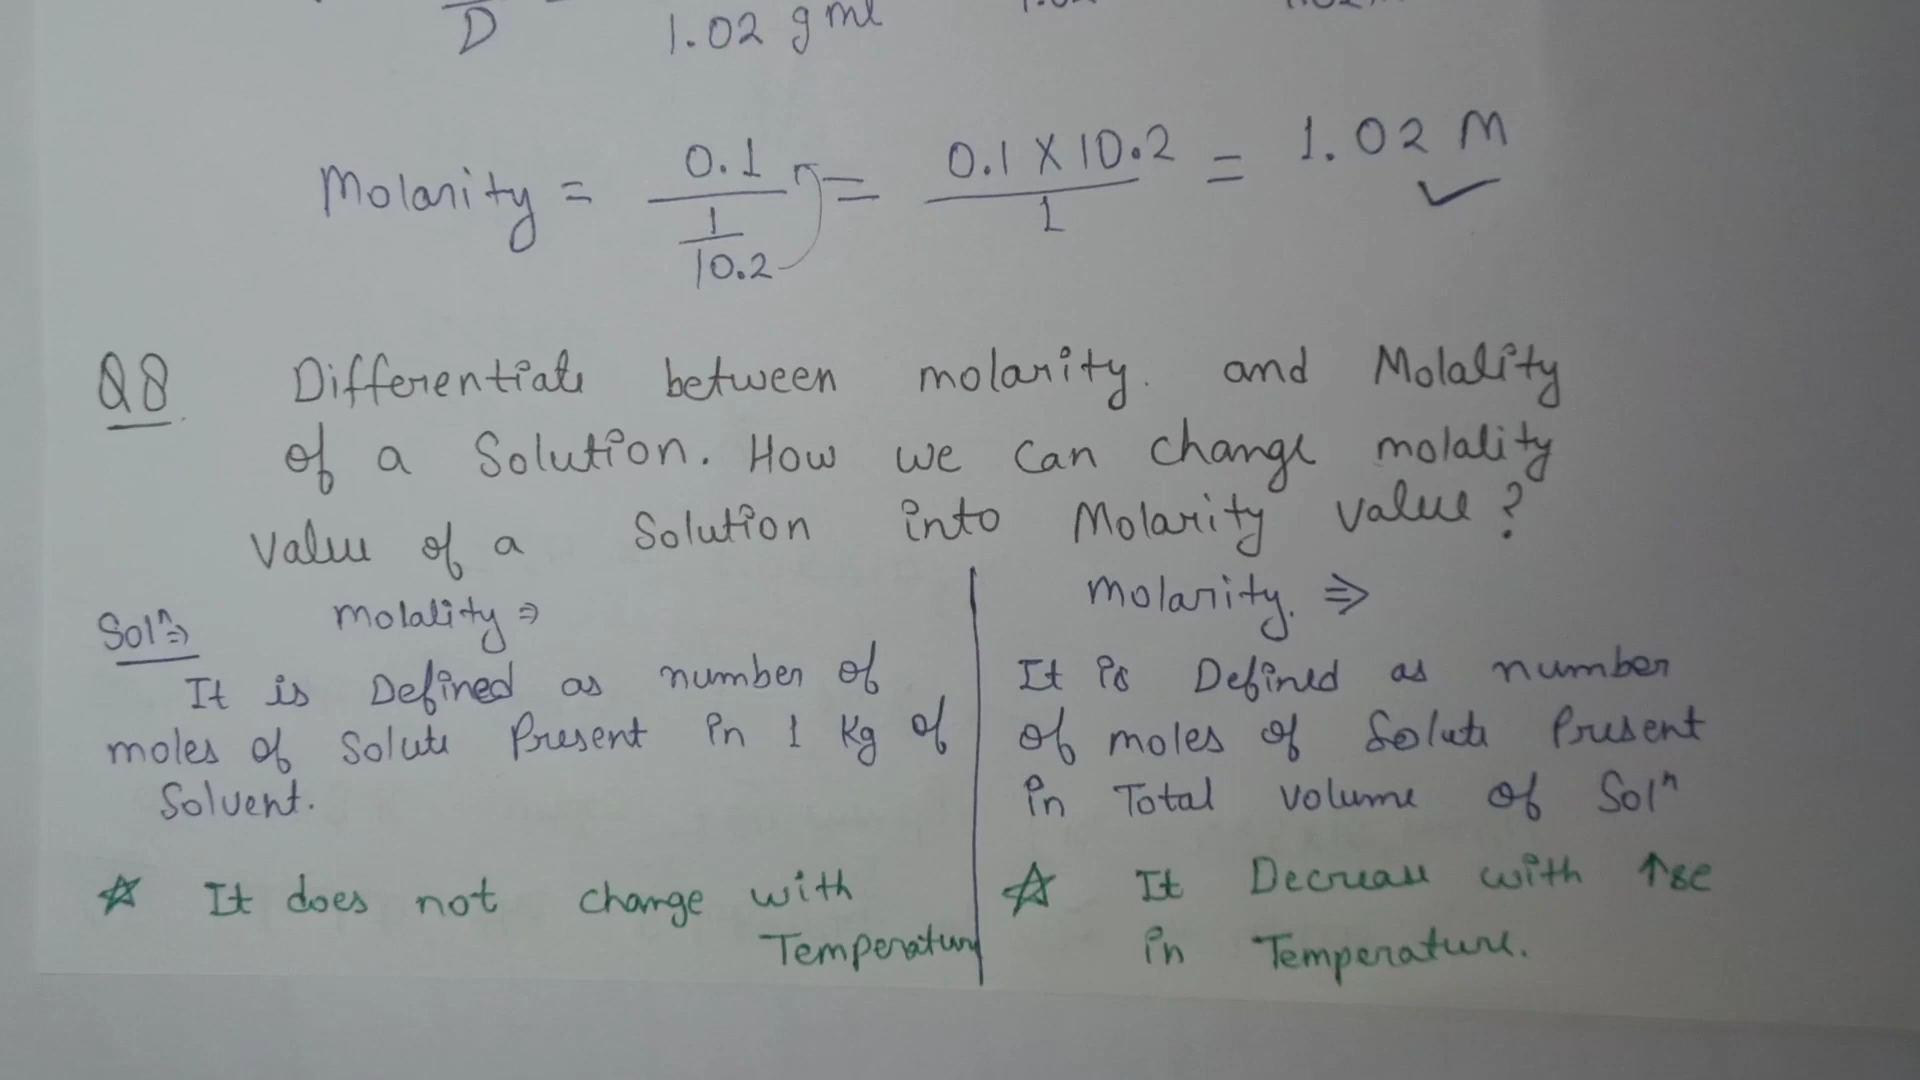 D 1.02 g ml
Molarity = 0.1 / 1/10.2 = 0.1 X 10.2 / 1 = 1.02 M ✓
Q8 Differentiate between molarity. and Molality
of a Solution. How we can change molality
value of a Solution into Molarity value?
Solⁿ⇒ Molality ⇒
It is Defined as number of
moles of Solute Present in 1 Kg of
Solvent.
☆ It does not change with
Temperature
Molarity. ⇒
It is Defined as number
of moles of Solute Present
in Total volume of Solⁿ
☆ It Decrease with ↑se
in Temperature.